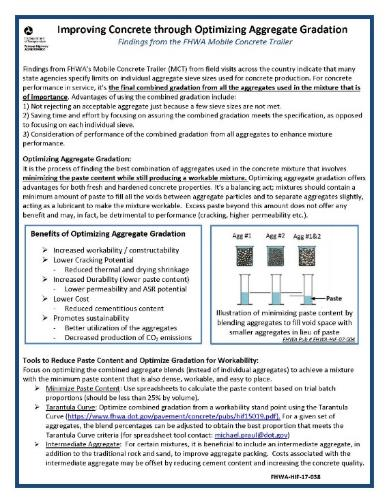 U.S. Department
of Transportation
Federal Highway
Administration
Improving Concrete through Optimizing Aggregate Gradation
Findings from the FHWA Mobile Concrete Trailer
Findings from FHWA's Mobile Concrete Trailer (MCT) from field visits across the country indicate that many
state agencies specify limits on individual aggregate sieve sizes used for concrete production. For concrete
performance in service, it's the final combined gradation from all the aggregates used in the mixture that is
of importance. Advantages of using the combined gradation include:
1) Not rejecting an acceptable aggregate just because a few sieve sizes are not met.
2) Saving time and effort by focusing on assuring the combined gradation meets the specification, as opposed
to focusing on each individual sieve.
3) Consideration of performance of the combined gradation from all aggregates to enhance mixture
performance.
Optimizing Aggregate Gradation:
It is the process of finding the best combination of aggregates used in the concrete mixture that involves
minimizing the paste content while still producing a workable mixture. Optimizing aggregate gradation offers
advantages for both fresh and hardened concrete properties. It's a balancing act; mixtures should contain a
minimum amount of paste to fill all the voids between aggregate particles and to separate aggregates slightly,
acting as a lubricant to make the mixture workable. Excess paste beyond this amount does not offer any
benefit and may, in fact, be detrimental to performance (cracking, higher permeability etc.).
Benefits of Optimizing Aggregate Gradation
➢ Increased workability / constructability
➢ Lower Cracking Potential
- Reduced thermal and drying shrinkage
➢ Increased Durability (lower paste content)
- Lower permeability and ASR potential
➢ Lower Cost
- Reduced cementitious content
➢ Promotes sustainability
- Better utilization of the aggregates
- Decreased production of CO₂ emissions
Agg #1 Agg #2 Agg #1&2
Paste
Illustration of minimizing paste content by
blending aggregates to fill void space with
smaller aggregates in lieu of paste
FHWA Pub # FHWA-HIF-07-004
Tools to Reduce Paste Content and Optimize Gradation for Workability:
Focus on optimizing the combined aggregate blends (instead of individual aggregates) to achieve a mixture
with the minimum paste content that is also dense, workable, and easy to place.
➢ Minimize Paste Content: Use spreadsheets to calculate the paste content based on trial batch
proportions (should be less than 25% by volume).
➢ Tarantula Curve: Optimize combined gradation from a workability stand point using the Tarantula
Curve (https://www.fhwa.dot.gov/pavement/concrete/pubs/hif15019.pdf). For a given set of
aggregates, the blend percentages can be adjusted to obtain the best proportion that meets the
Tarantula Curve criteria (for spreadsheet tool contact: michael.praul@dot.gov)
➢ Intermediate Aggregate: For certain mixtures, it is beneficial to include an intermediate aggregate, in
addition to the traditional rock and sand, to improve aggregate packing. Costs associated with the
intermediate aggregate may be offset by reducing cement content and increasing the concrete quality.
FHWA-HIF-17-038